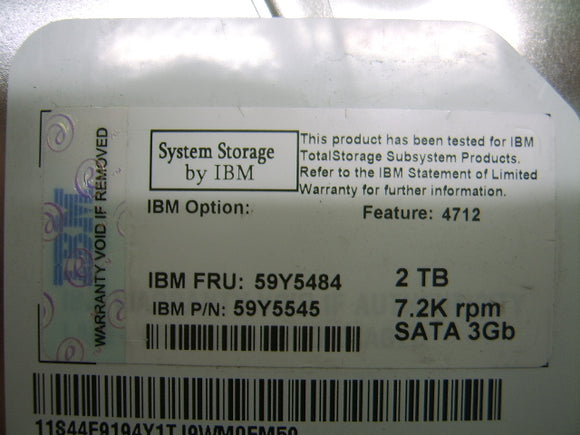 WARRANTY VOID IF REMOVED
IBM
System Storage
by IBM
This product has been tested for IBM
TotalStorage Subsystem Products.
Refer to the IBM Statement of Limited
Warranty for further information.
IBM Option:
Feature: 4712
IBM FRU: 59Y5484
2 TB
IBM P/N: 59Y5545
7.2K rpm
SATA 3Gb